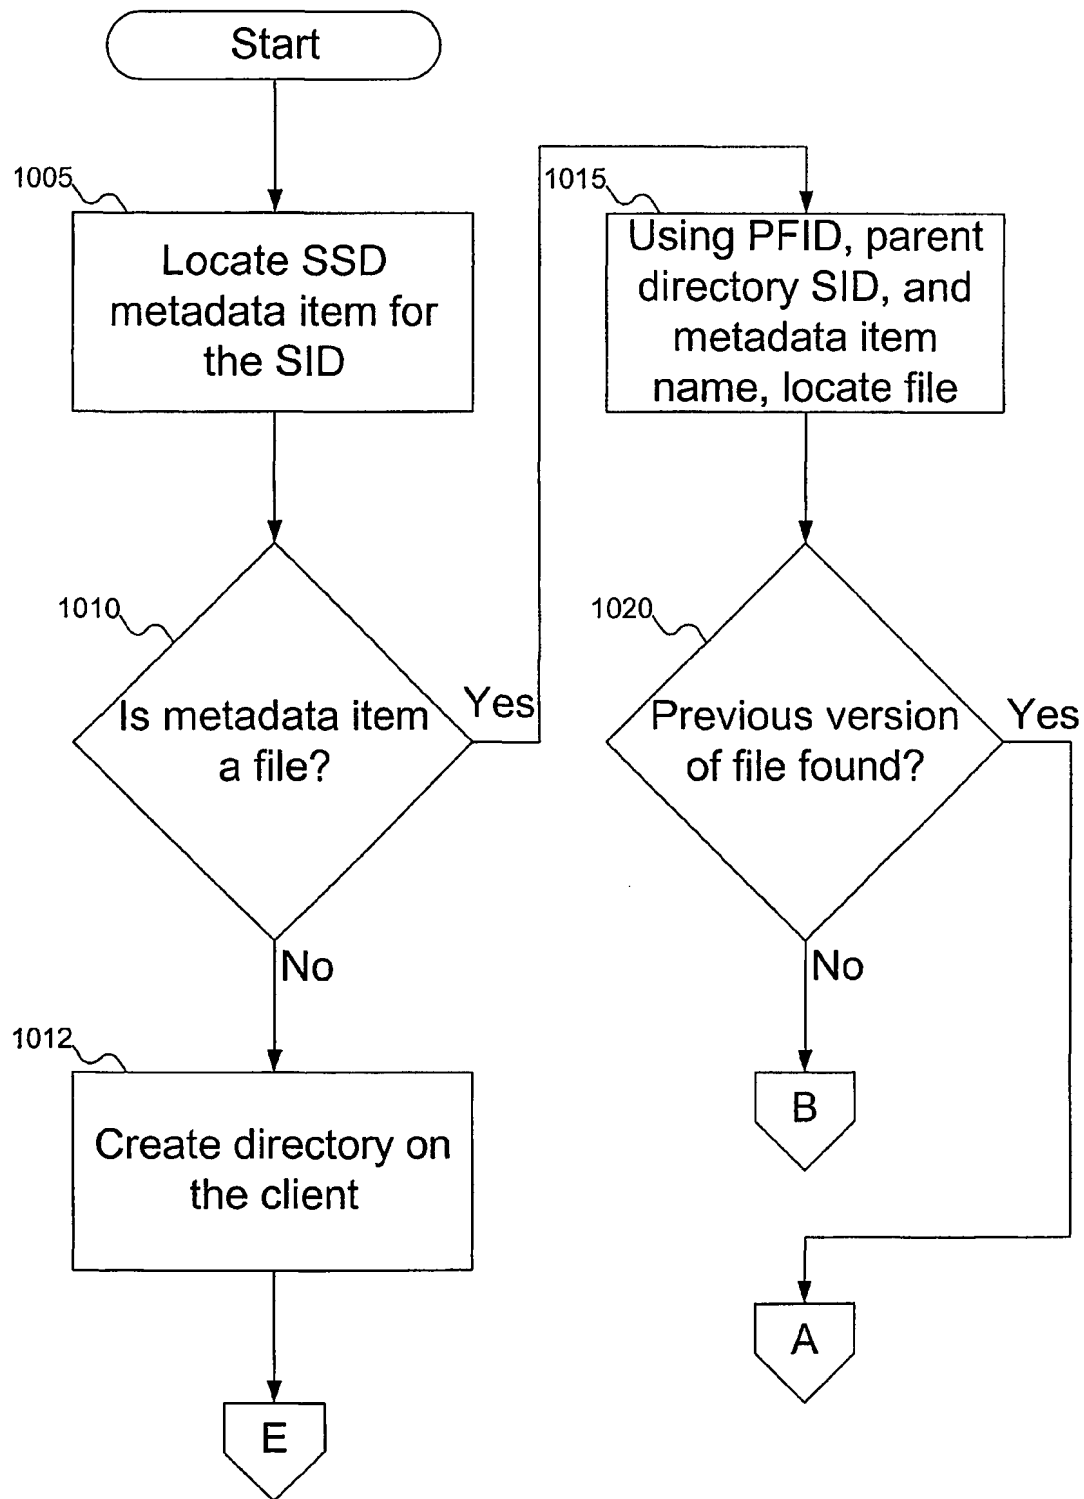 Start
1005
Locate SSD
metadata item for
the SID
1010
Is metadata item
a file?
Yes
No
1012
Create directory on
the client
E
1015
Using PFID, parent
directory SID, and
metadata item
name, locate file
1020
Previous version
of file found?
Yes
No
B
A